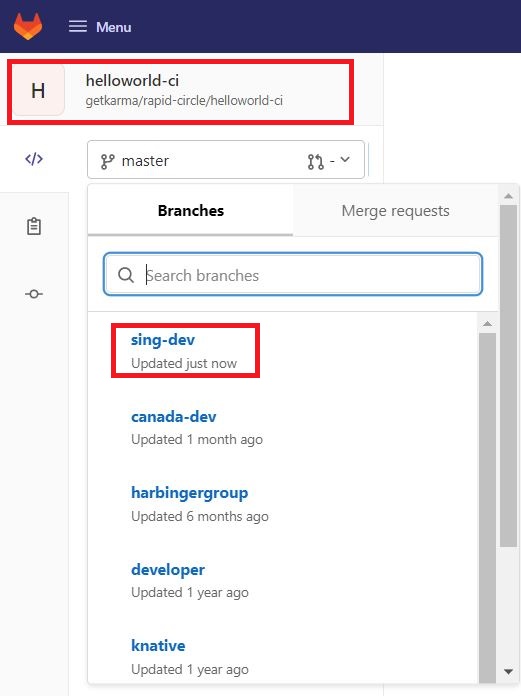 Menu
H
helloworld-ci
getkarma/rapid-circle/helloworld-ci
master
-
Branches
Merge requests
Search branches
sing-dev
Updated just now
canada-dev
Updated 1 month ago
harbingergroup
Updated 6 months ago
developer
Updated 1 year ago
knative
Updated 1 year ago